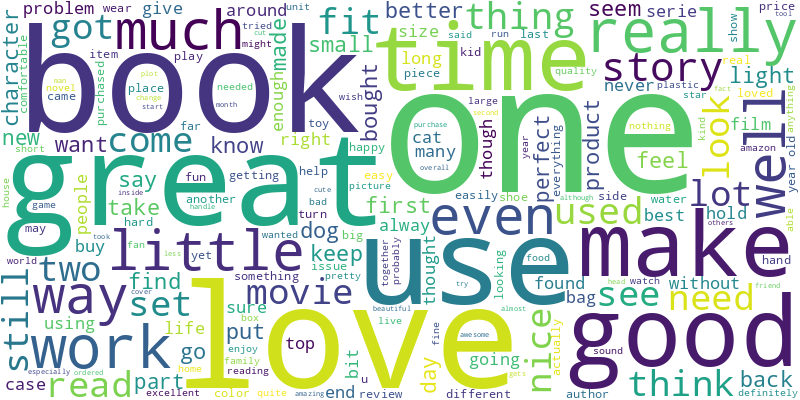 problem
wear
give
around
better
thing
seem
serie
price
tool
got
much
fit
tried
cut
unit
might
size
said
run
last
really
show
book
time
one
great
character
comfortable
item
play
small
made
enough
long
piece
kid
quality
story
never
plastic
real
light
fact
man
novel
plot
came
place
change
start
needed
month
purchased
wish
bought
toy
large
star
loved
anything
new
come
far
right
cat
many
purchase
second
overall
though
year
perfect
everything
product
nothing
kind
film
look
well
year old
amazon
short
want
know
happy
feel
house
say
fun
getting
help
easy
picture
first
easily
shoe
side
water
lot
able
people
take
another
cute
inside
handle
bad
although
used
best
hold
others
game
may
hard
turn
dog
alway
even
make
world
took
buy
fan
less
little
yet
wanted
big
keep
together
probably
thought
use
food
try
looking
found
without
hand
still
two
find
something
issue
pretty
bag
see
head
watch
friend
way
set
cover
movie
need
using
life
sure
box
love
beautiful
live
almost
nice
actually
good
work
go
put
enjoy
top
bit
fine
awesome
day
going
sound
especially
ordered
home
family
reading
u
gets
think
back
case
read
part
excellent
color
quite
amazing
end
review
different
author
definitely